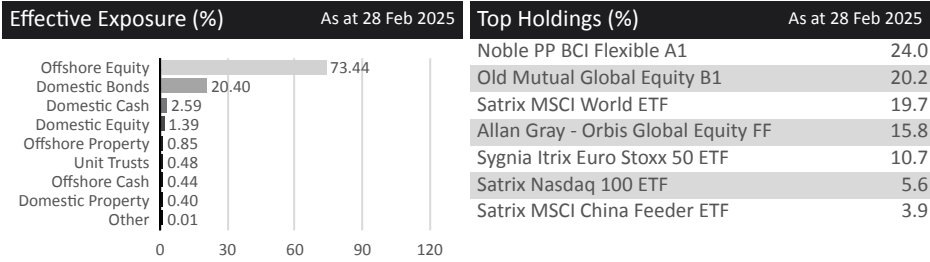 Effective Exposure (%) As at 28 Feb 2025
Offshore Equity 73.44
Domestic Bonds 20.40
Domestic Cash 2.59
Domestic Equity 1.39
Offshore Property 0.85
Unit Trusts 0.48
Offshore Cash 0.44
Domestic Property 0.40
Other 0.01
0 30 60 90 120
Top Holdings (%) As at 28 Feb 2025
Noble PP BCI Flexible A1 24.0
Old Mutual Global Equity B1 20.2
Satrix MSCI World ETF 19.7
Allan Gray - Orbis Global Equity FF 15.8
Sygnia Itrix Euro Stoxx 50 ETF 10.7
Satrix Nasdaq 100 ETF 5.6
Satrix MSCI China Feeder ETF 3.9